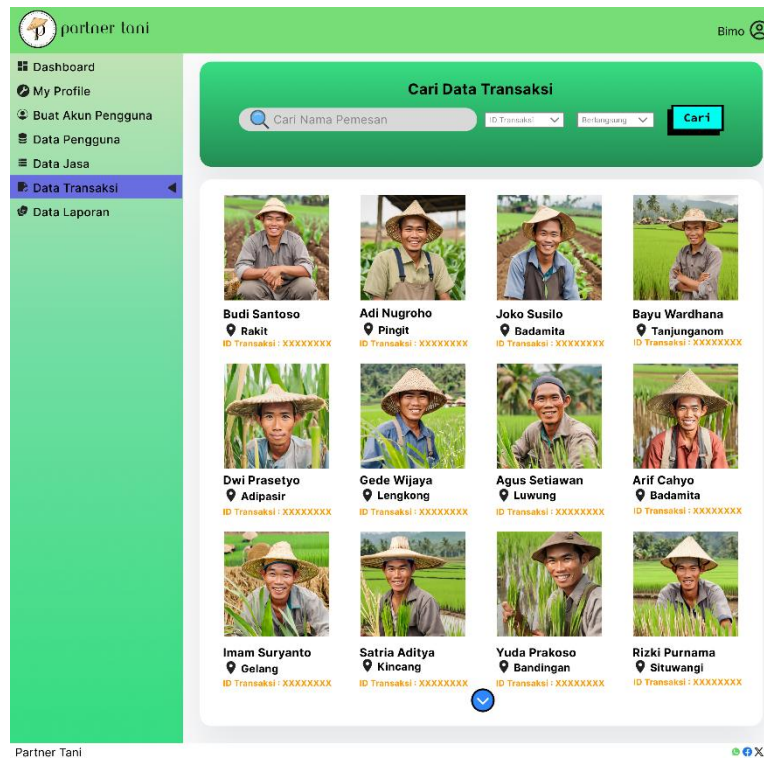 partner tani
Bimo
Dashboard
My Profile
Buat Akun Pengguna
Data Pengguna
Data Jasa
Data Transaksi
Data Laporan
Cari Data Transaksi
Cari Nama Pemesan
ID Transaksi
Berlangsung
Cari
Budi Santoso
Rakit
ID Transaksi : XXXXXXXX
Adi Nugroho
Pingit
ID Transaksi : XXXXXXXX
Joko Susilo
Badamita
ID Transaksi : XXXXXXXX
Bayu Wardhana
Tanjunganom
ID Transaksi : XXXXXXXX
Dwi Prasetyo
Adipasir
ID Transaksi : XXXXXXXX
Gede Wijaya
Lengkong
ID Transaksi : XXXXXXXX
Agus Setiawan
Luwung
ID Transaksi : XXXXXXXX
Arif Cahyo
Badamita
ID Transaksi : XXXXXXXX
Imam Suryanto
Gelang
ID Transaksi : XXXXXXXX
Satria Aditya
Kincang
ID Transaksi : XXXXXXXX
Yuda Prakoso
Bandingan
ID Transaksi : XXXXXXXX
Rizki Purnama
Situwangi
ID Transaksi : XXXXXXXX
Partner Tani